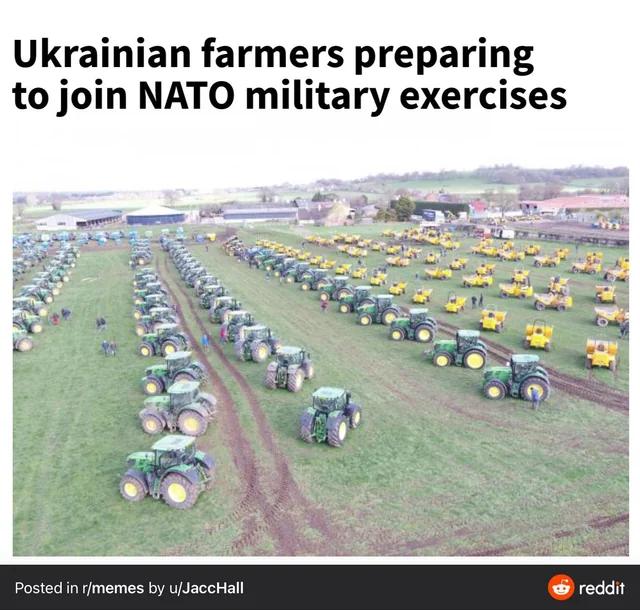 Ukrainian farmers preparing
to join NATO military exercises
Posted in r/memes by u/JaccHall
reddit